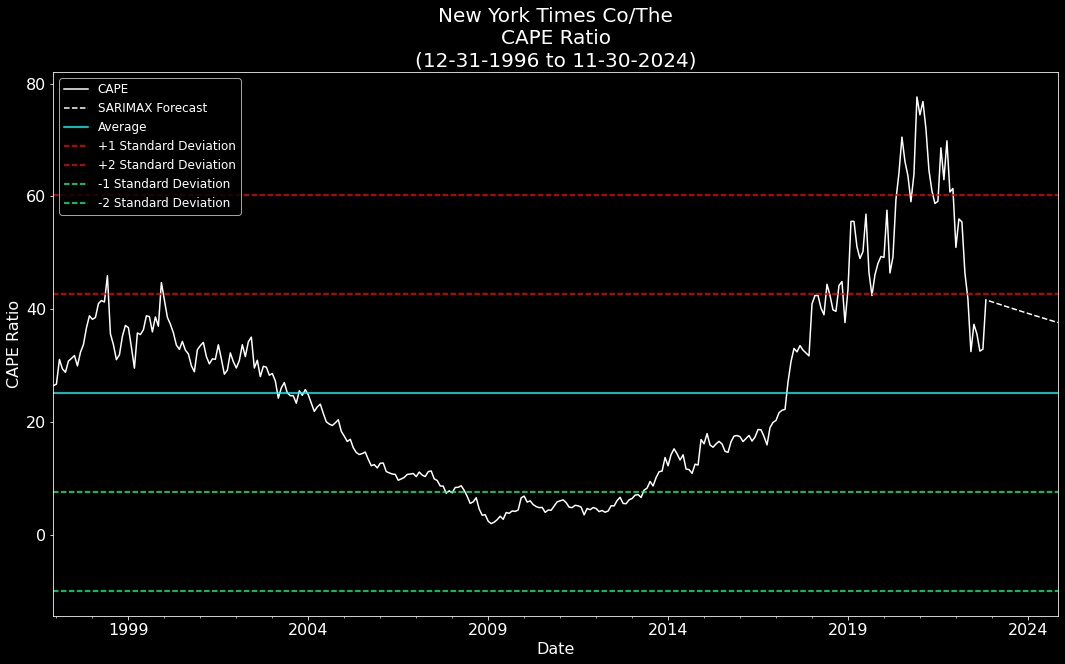 New York Times Co/The
CAPE Ratio
(12-31-1996 to 11-30-2024)
CAPE
SARIMAX Forecast
Average
+1 Standard Deviation
+2 Standard Deviation
-1 Standard Deviation
-2 Standard Deviation
80
60
40
20
0
CAPE Ratio
1999 2004 2009 2014 2019 2024
Date